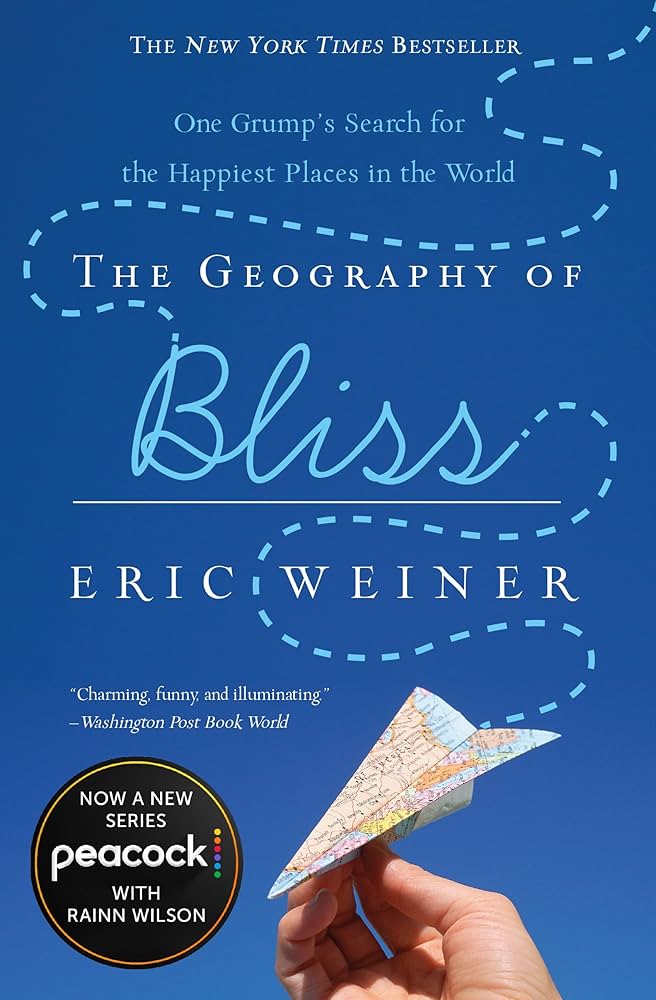 The New York Times Bestseller
One Grump's Search for
the Happiest Places in the World
The Geography of
Bliss
ERIC WEINER
“Charming, funny, and illuminating.”
–Washington Post Book World
NOW A NEW
SERIES
peacock
WITH
RAINN WILSON